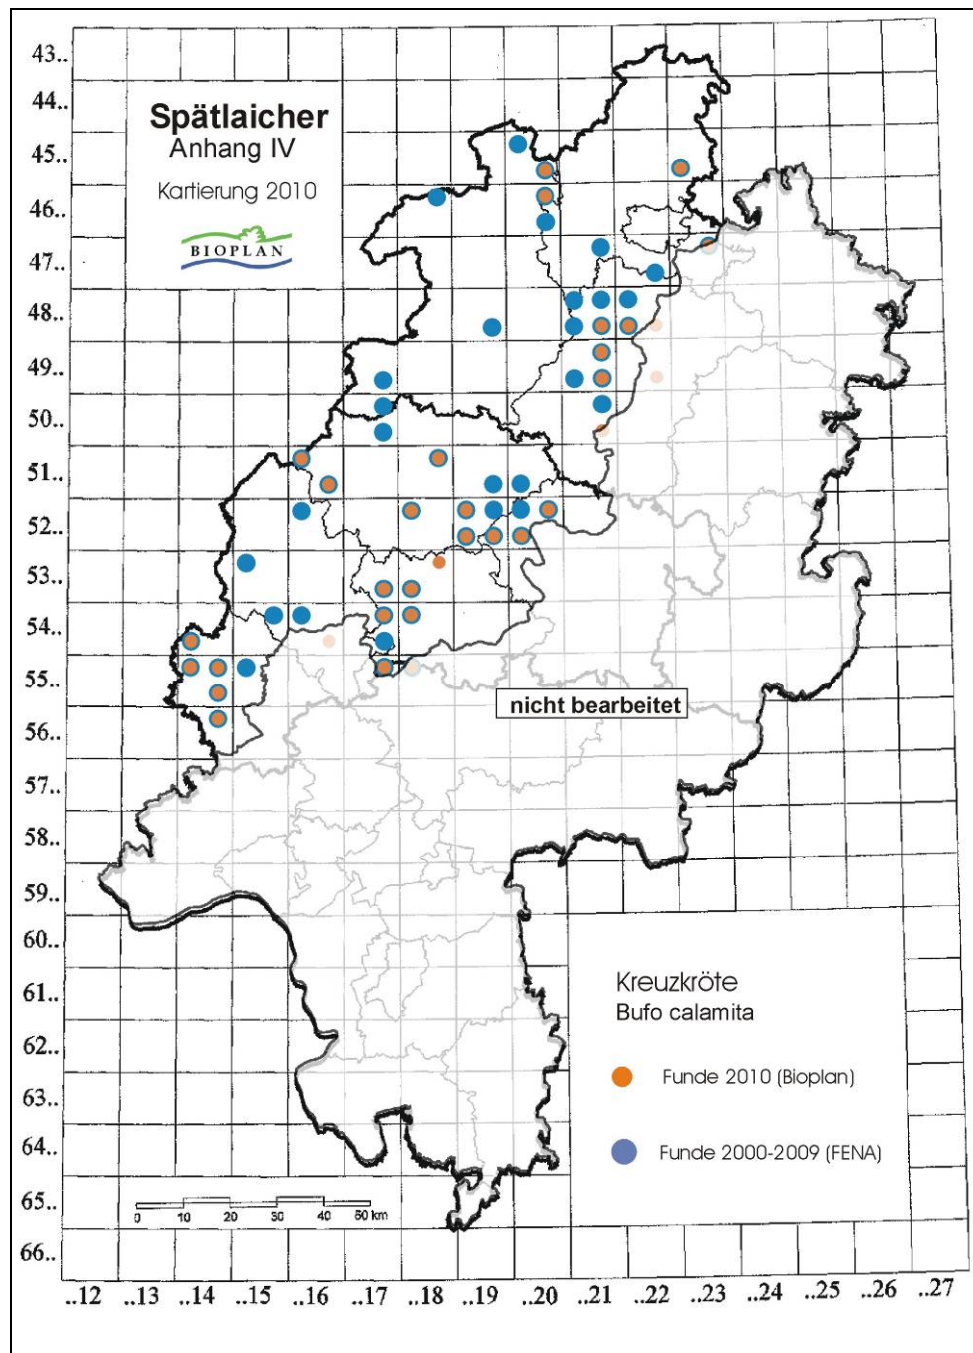 Spätlaicher
Anhang IV
Kartierung 2010
BIOPLAN
43..
44..
45..
46..
47..
48..
49..
50..
51..
52..
53..
54..
55..
56..
57..
58..
59..
60..
61..
62..
63..
64..
65..
66..
nicht bearbeitet
Kreuzkröte
Bufo calamita
Funde 2010 (Bioplan)
Funde 2000-2009 (FENA)
0 10 20 30 40 50 km
..12 ..13 ..14 ..15 ..16 ..17 ..18 ..19 ..20 ..21 ..22 ..23 ..24 ..25 ..26 ..27